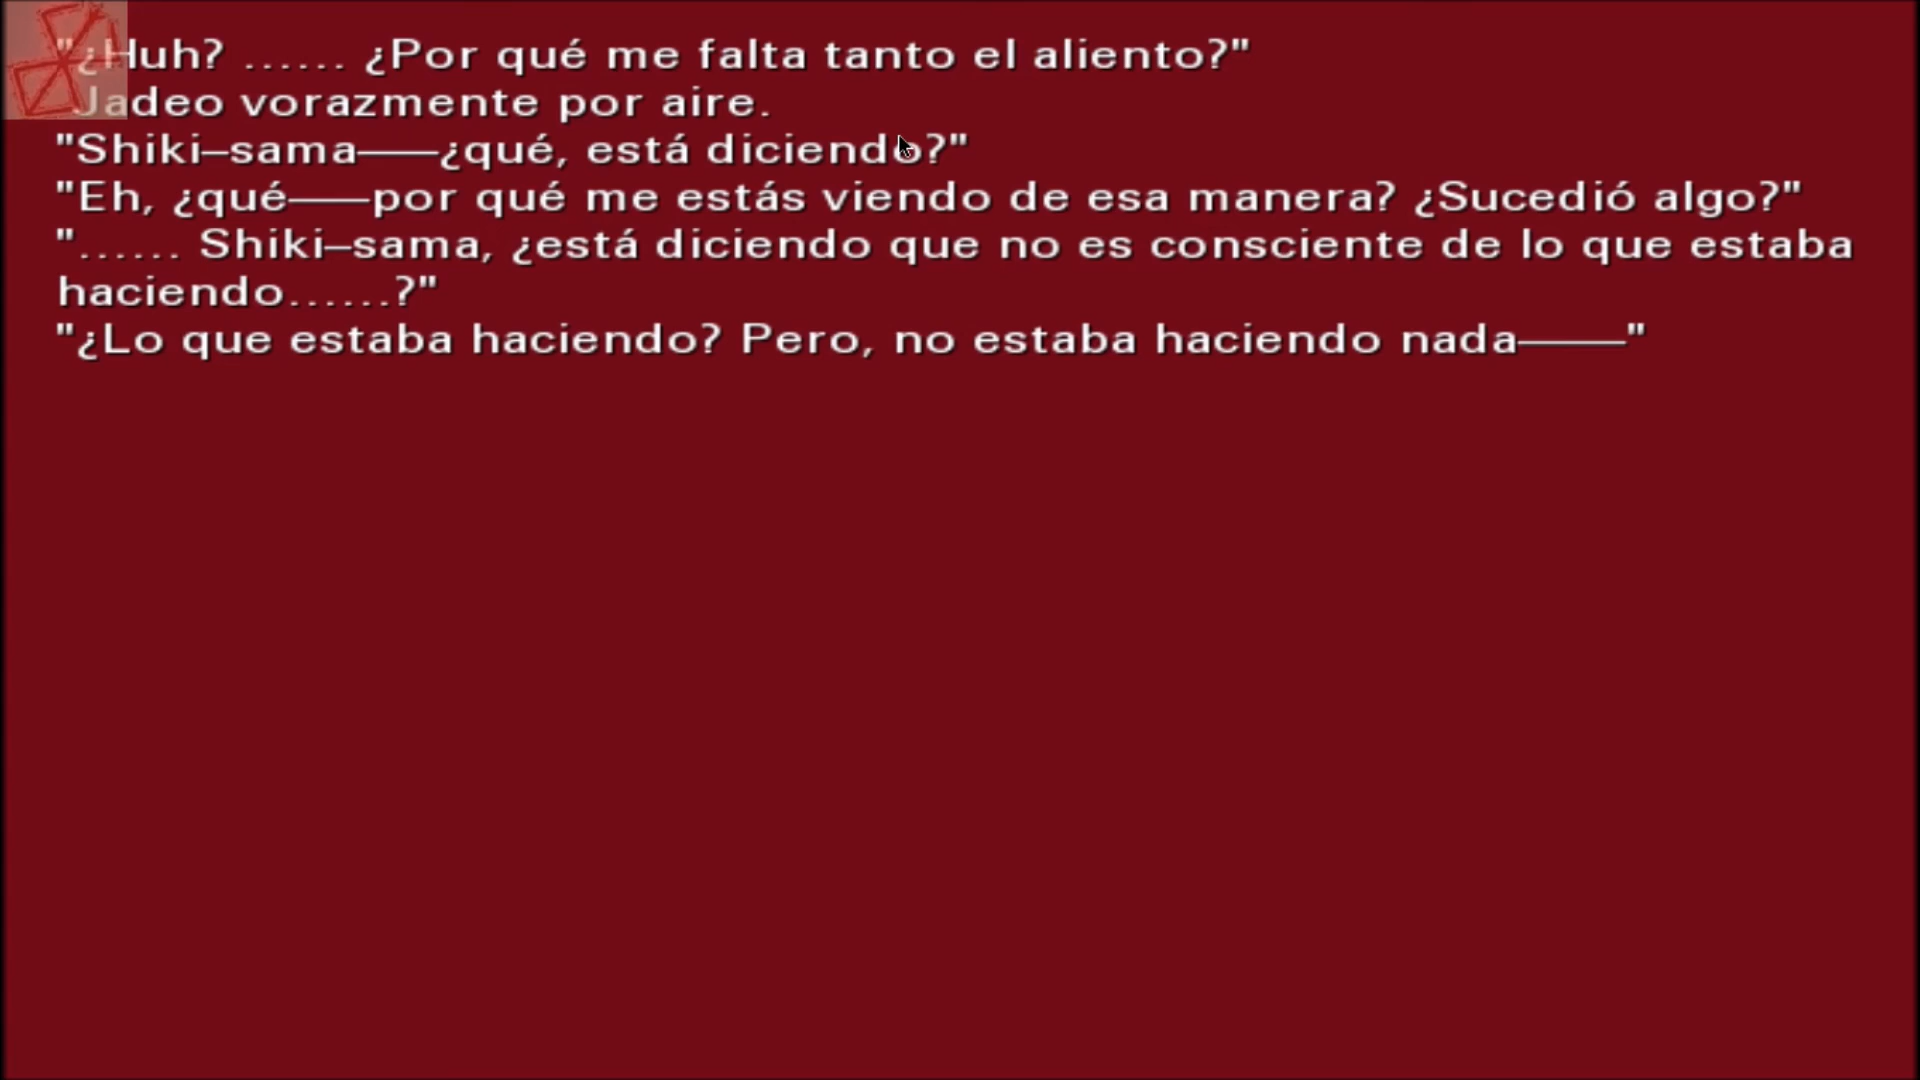 "¿Huh? ...... ¿Por qué me falta tanto el aliento?"
Jadeo vorazmente por aire.
"Shiki–sama———¿qué, está diciendo?"
"Eh, ¿qué———por qué me estás viendo de esa manera? ¿Sucedió algo?"
"...... Shiki–sama, ¿está diciendo que no es consciente de lo que estaba
haciendo......?"
"¿Lo que estaba haciendo? Pero, no estaba haciendo nada————"